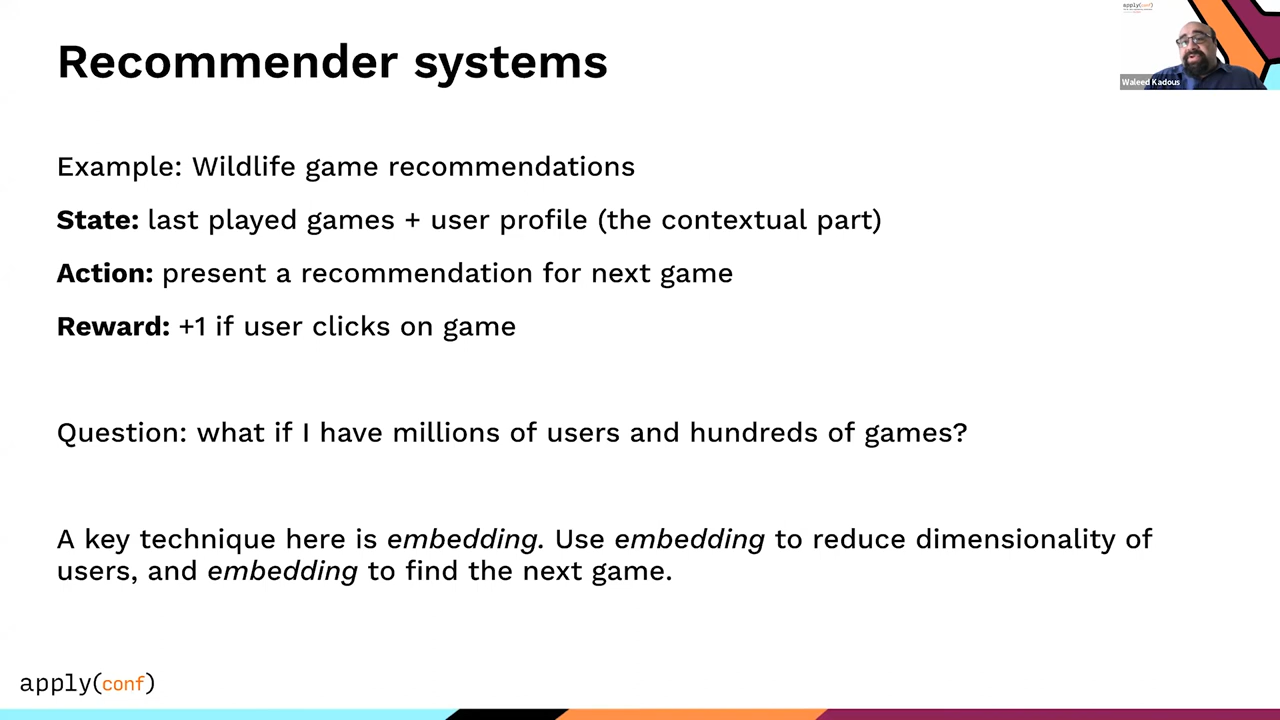 apply(conf)
Recommender systems
Waleed Kadous
Example: Wildlife game recommendations
State: last played games + user profile (the contextual part)
Action: present a recommendation for next game
Reward: +1 if user clicks on game
Question: what if I have millions of users and hundreds of games?
A key technique here is embedding. Use embedding to reduce dimensionality of
users, and embedding to find the next game.
apply(conf)